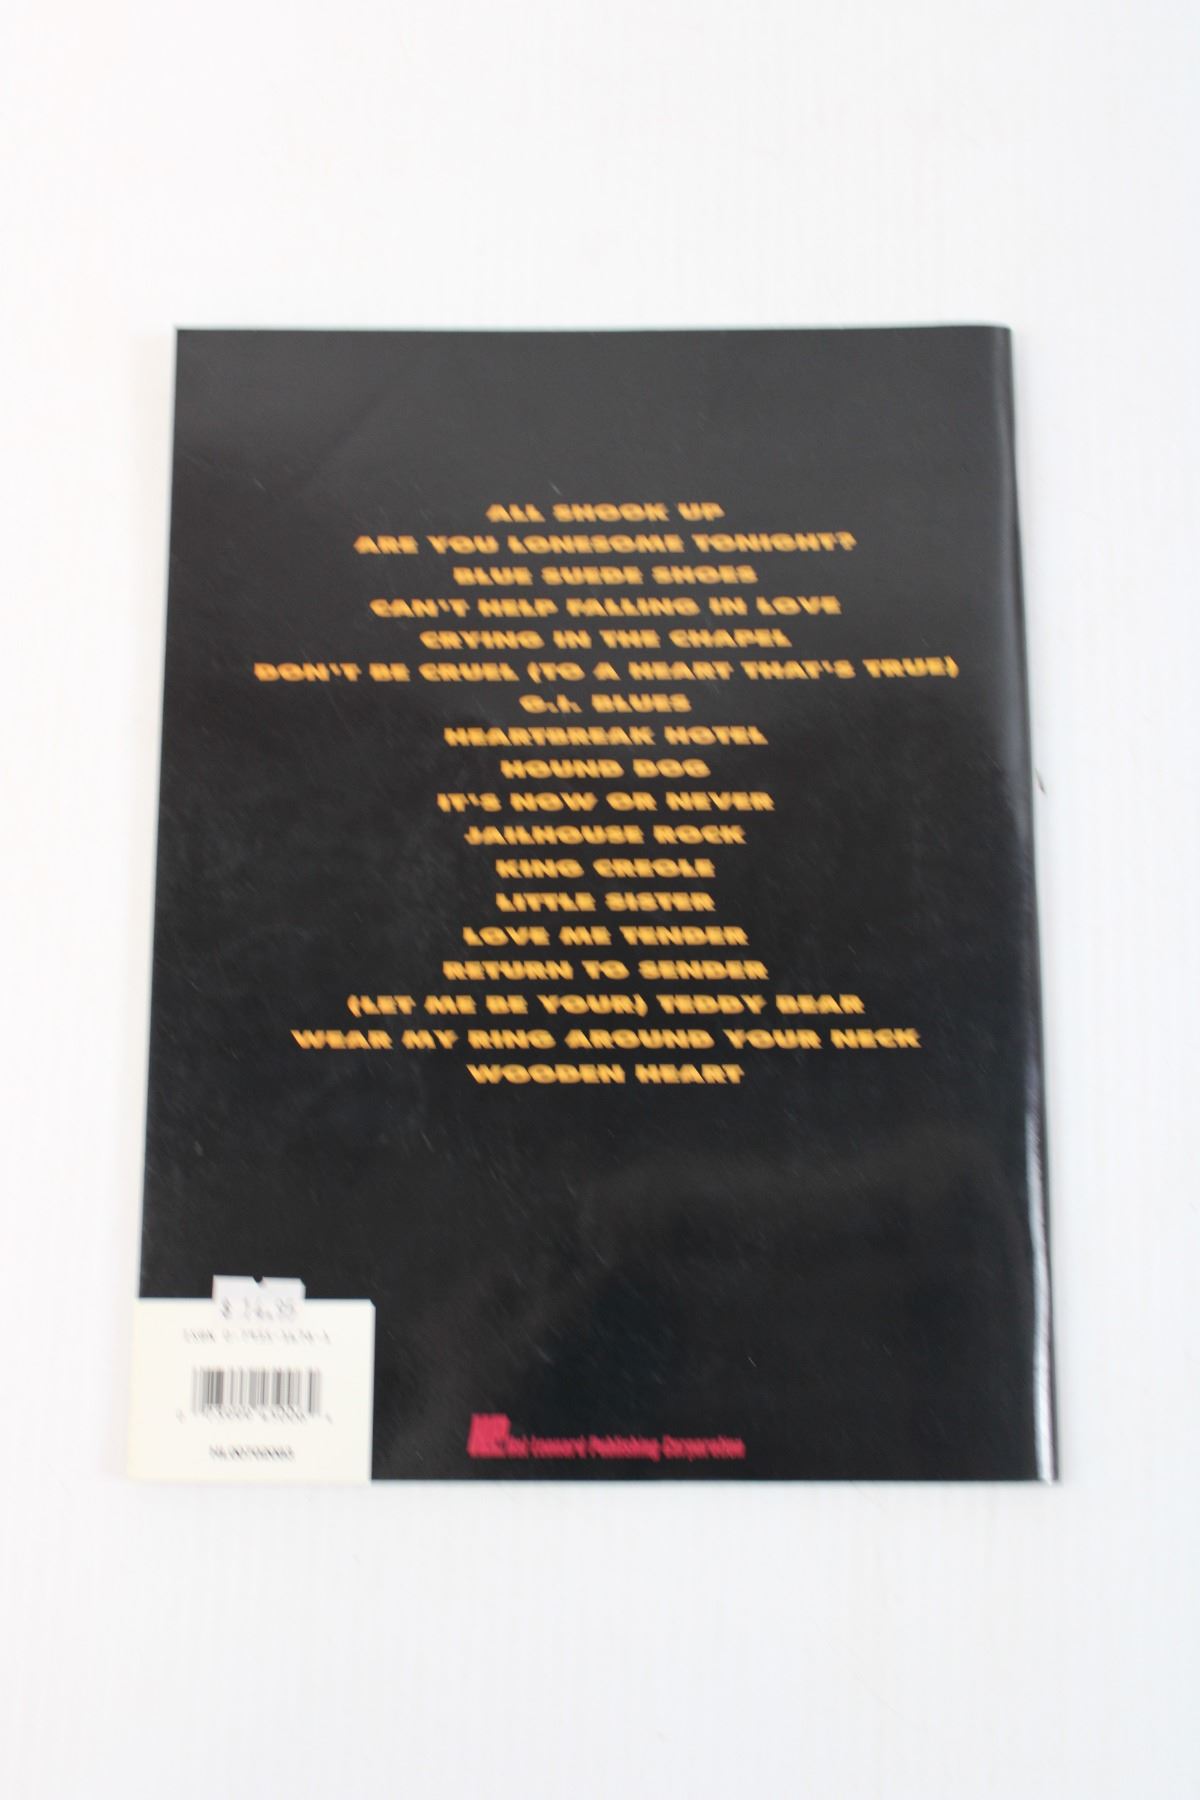 ALL SHOOK UP
ARE YOU LONESOME TONIGHT?
BLUE SUEDE SHOES
CAN'T HELP FALLING IN LOVE
CRYING IN THE CHAPEL
DON'T BE CRUEL (TO A HEART THAT'S TRUE)
G.I. BLUES
HEARTBREAK HOTEL
HOUND DOG
IT'S NOW OR NEVER
JAILHOUSE ROCK
KING CREOLE
LITTLE SISTER
LOVE ME TENDER
RETURN TO SENDER
(LET ME BE YOUR) TEDDY BEAR
WEAR MY RING AROUND YOUR NECK
WOODEN HEART
ISBN
Hal Leonard Publishing Corporation